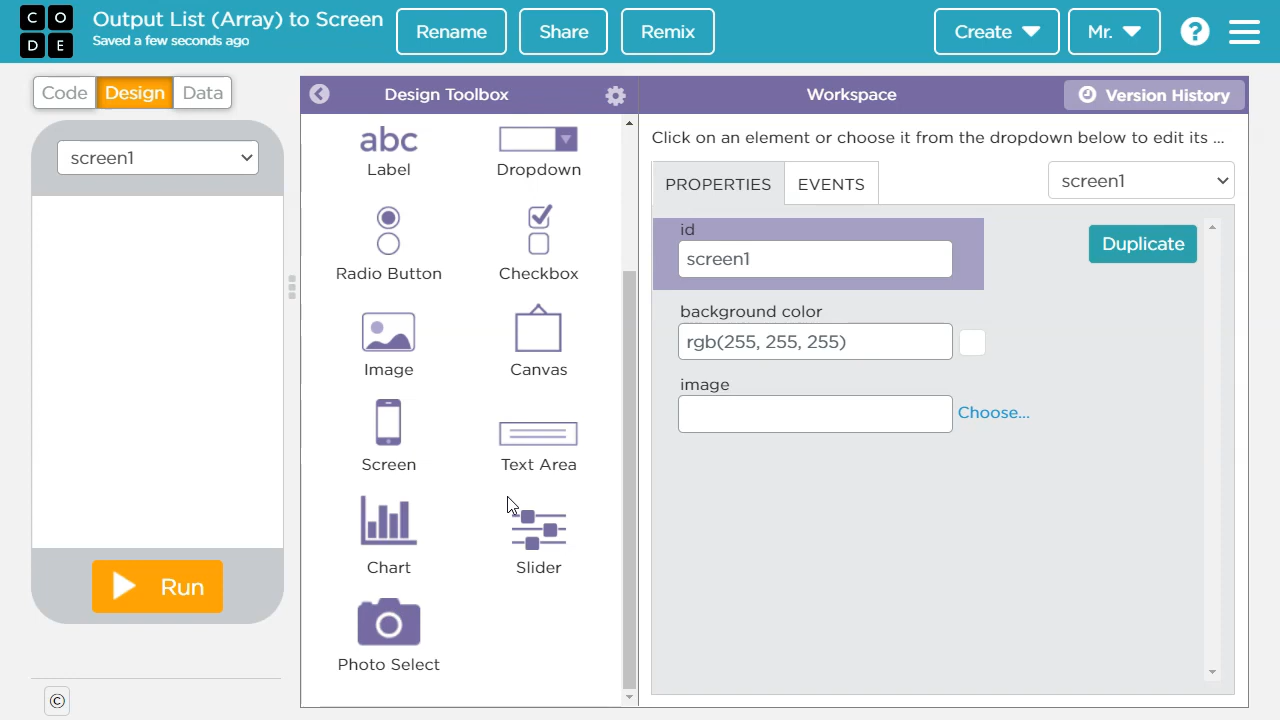 C O
D E
Output List (Array) to Screen
Saved a few seconds ago
Rename
Share
Remix
Create
Mr.
?
Code
Design
Data
screen1
Run
©
Design Toolbox
abc
Label
Dropdown
Radio Button
Checkbox
Image
Canvas
Screen
Text Area
Chart
Slider
Photo Select
Workspace
Version History
Click on an element or choose it from the dropdown below to edit its ...
PROPERTIES
EVENTS
screen1
id
screen1
Duplicate
background color
rgb(255, 255, 255)
image
Choose...